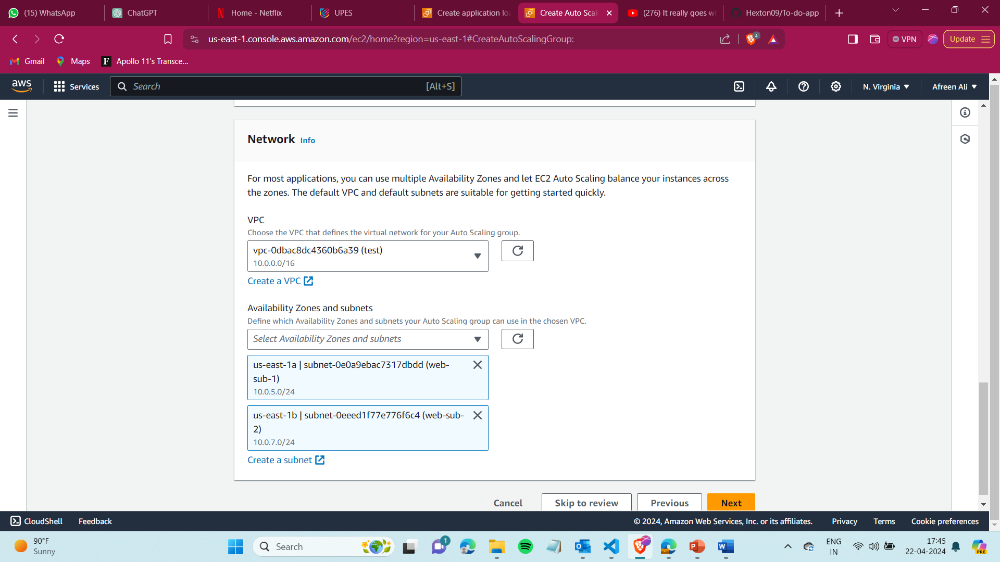 (15) WhatsApp
ChatGPT
Home - Netflix
UPES
Create application lo
Create Auto Scal
(276) It really goes wi
Hexton09/To-do-app
us-east-1.console.aws.amazon.com/ec2/home?region=us-east-1#CreateAutoScalingGroup:
4
VPN
Update
Gmail
Maps
F
Apollo 11's Transce...
aws
Services
Search
[Alt+S]
N. Virginia
Afreen Ali
Network Info
For most applications, you can use multiple Availability Zones and let EC2 Auto Scaling balance your instances across
the zones. The default VPC and default subnets are suitable for getting started quickly.
VPC
Choose the VPC that defines the virtual network for your Auto Scaling group.
vpc-0dbac8dc4360b6a39 (test)
10.0.0.0/16
Create a VPC
Availability Zones and subnets
Define which Availability Zones and subnets your Auto Scaling group can use in the chosen VPC.
Select Availability Zones and subnets
us-east-1a | subnet-0e0a9ebac7317dbdd (web-
sub-1)
10.0.5.0/24
us-east-1b | subnet-0eeed1f77e776f6c4 (web-sub-
2)
10.0.7.0/24
Create a subnet
Cancel
Skip to review
Previous
Next
CloudShell
Feedback
© 2024, Amazon Web Services, Inc. or its affiliates.
Privacy
Terms
Cookie preferences
90°F
Sunny
Search
1
ENG
IN
17:45
22-04-2024
PRE